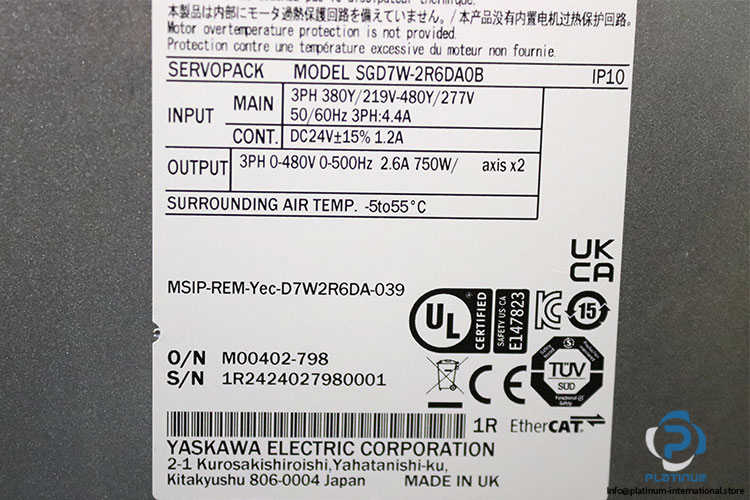 本製品は内部にモータ過熱保護回路を備えていません。/本产品没有内置电机过热保护回路.
Motor overtemperature protection is not provided.
Protection contre une température excessive du moteur non fournie.
SERVOPACK MODEL SGD7W-2R6DA0B IP10
INPUT MAIN 3PH 380Y/219V-480Y/277V
50/60Hz 3PH:4.4A
CONT. DC24V±15% 1.2A
OUTPUT 3PH 0-480V 0-500Hz 2.6A 750W/ axis x2
SURROUNDING AIR TEMP. -5to55°C
UK
CA
MSIP-REM-Yec-D7W2R6DA-039
UL
CERTIFIED
SAFETY US CA
E147823
15
O/N M00402-798
S/N 1R2424027980001
CE
TÜV
SÜD
Functional
Safety
1R EtherCAT
YASKAWA ELECTRIC CORPORATION
2-1 Kurosakishiroishi,Yahatanishi-ku,
Kitakyushu 806-0004 Japan MADE IN UK
PLATINUM
info@platinum-international.store